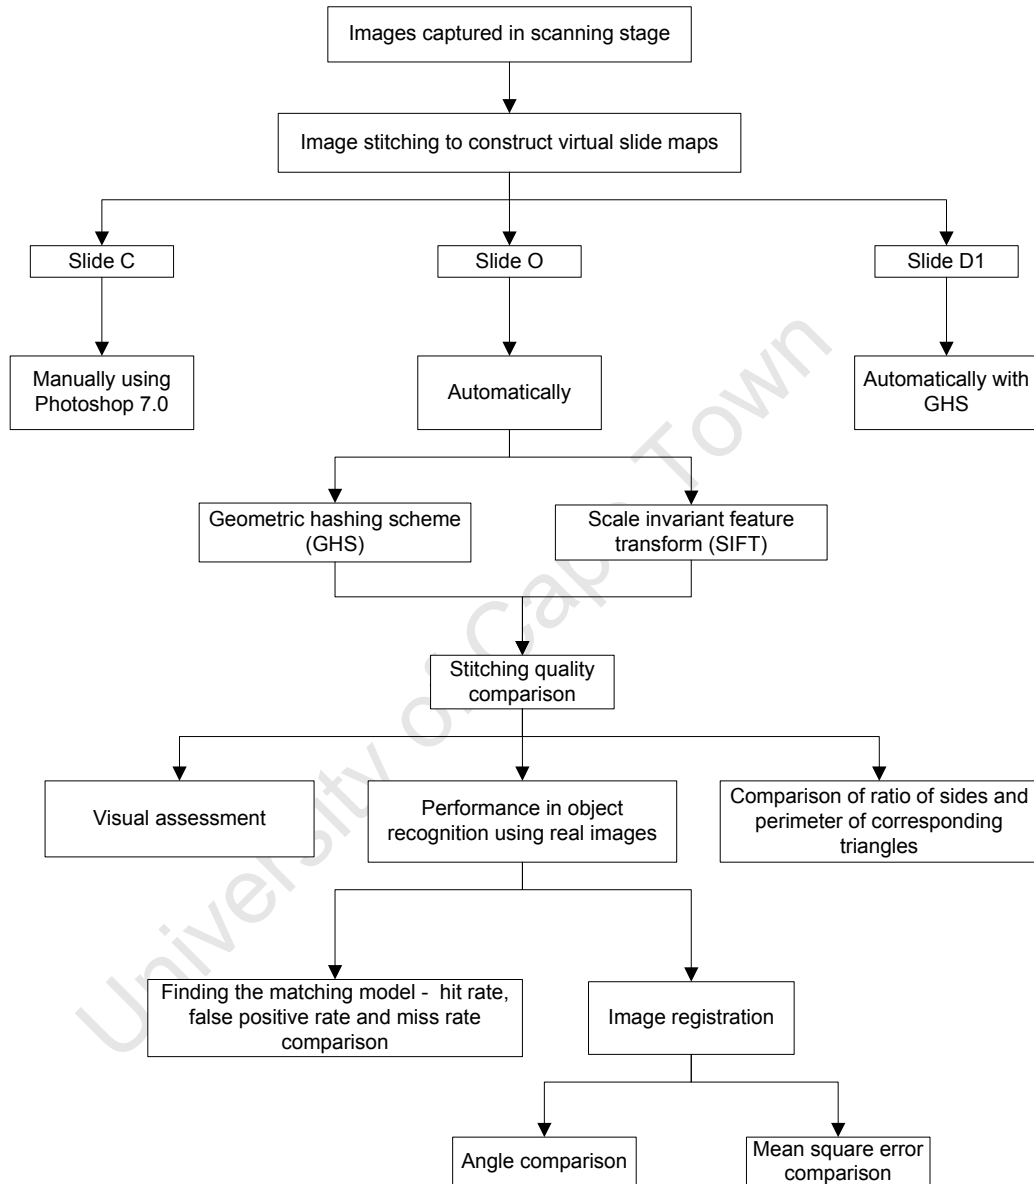 Images captured in scanning stage
Image stitching to construct virtual slide maps
Slide C
Slide O
Slide D1
Manually using
Photoshop 7.0
Automatically
Automatically with
GHS
Geometric hashing scheme
(GHS)
Scale invariant feature
transform (SIFT)
Stitching quality
comparison
Visual assessment
Performance in object
recognition using real images
Comparison of ratio of sides and
perimeter of corresponding
triangles
Finding the matching model -  hit rate,
false positive rate and miss rate
comparison
Image registration
Angle comparison
Mean square error
comparison
University of Cape Town